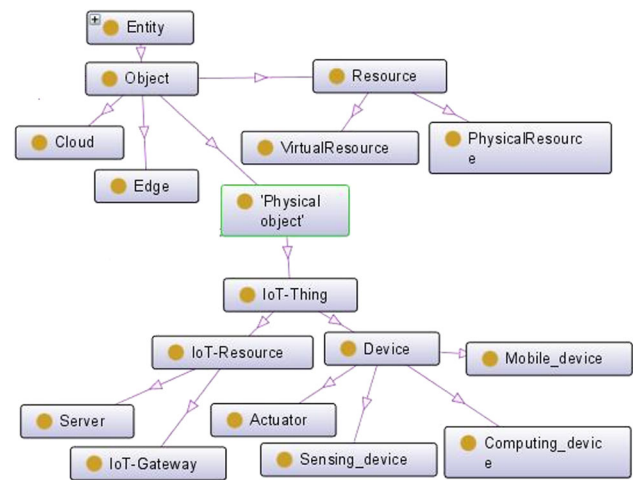 Entity
Object
Resource
Cloud
VirtualResource
PhysicalResourc
e
Edge
'Physical
object'
IoT-Thing
IoT-Resource
Device
Mobile_device
Server
Actuator
Computing_devic
e
IoT-Gateway
Sensing_device